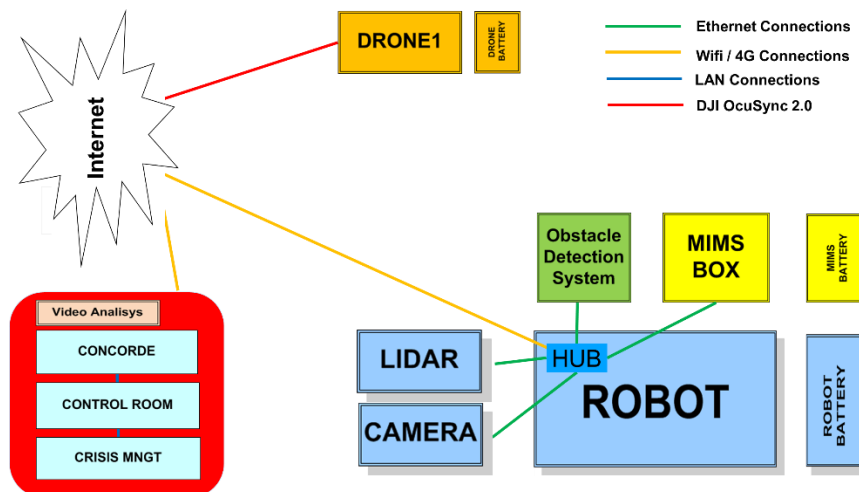 DRONE1
DRONE
BATTERY
Ethernet Connections
Wifi / 4G Connections
LAN Connections
DJI OcuSync 2.0
Internet
Obstacle
Detection
System
MIMS
BOX
MIMS
BATTERY
Video Analisys
CONCORDE
CONTROL ROOM
CRISIS MNGT
LIDAR
CAMERA
HUB
ROBOT
ROBOT
BATTERY